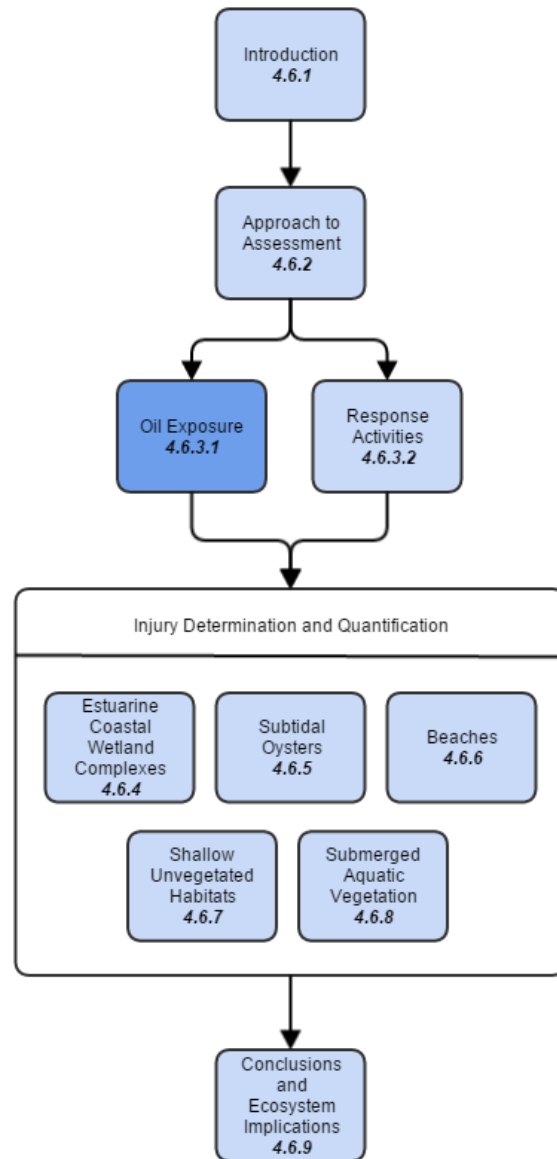 Introduction
4.6.1
Approach to
Assessment
4.6.2
Oil Exposure
4.6.3.1
Response
Activities
4.6.3.2
Injury Determination and Quantification
Estuarine
Coastal
Wetland
Complexes
4.6.4
Subtidal
Oysters
4.6.5
Beaches
4.6.6
Shallow
Unvegetated
Habitats
4.6.7
Submerged
Aquatic
Vegetation
4.6.8
Conclusions
and
Ecosystem
Implications
4.6.9